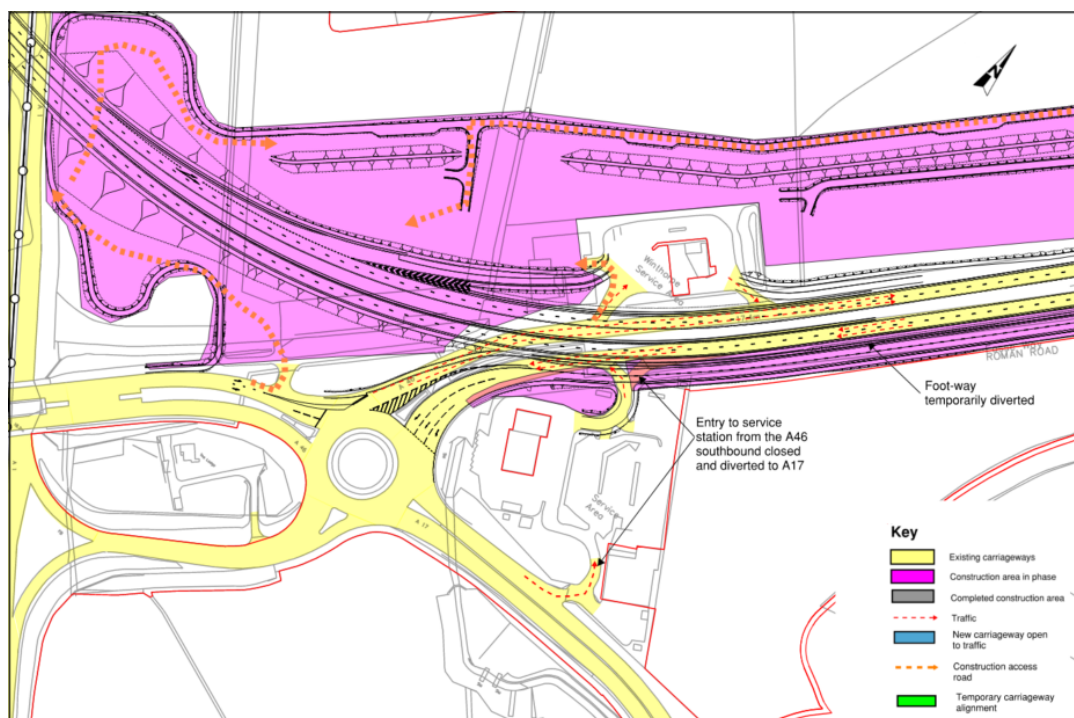 N
Winthorpe
Service Area
ROMAN ROAD
Foot-way
temporarily diverted
Entry to service
station from the A46
southbound closed
and diverted to A17
A 46
Service
Area
A 17
Key
Existing carriageways
Construction area in phase
Completed construction area
Traffic
New carriageway open
to traffic
Construction access
road
Temporary carriageway
alignment